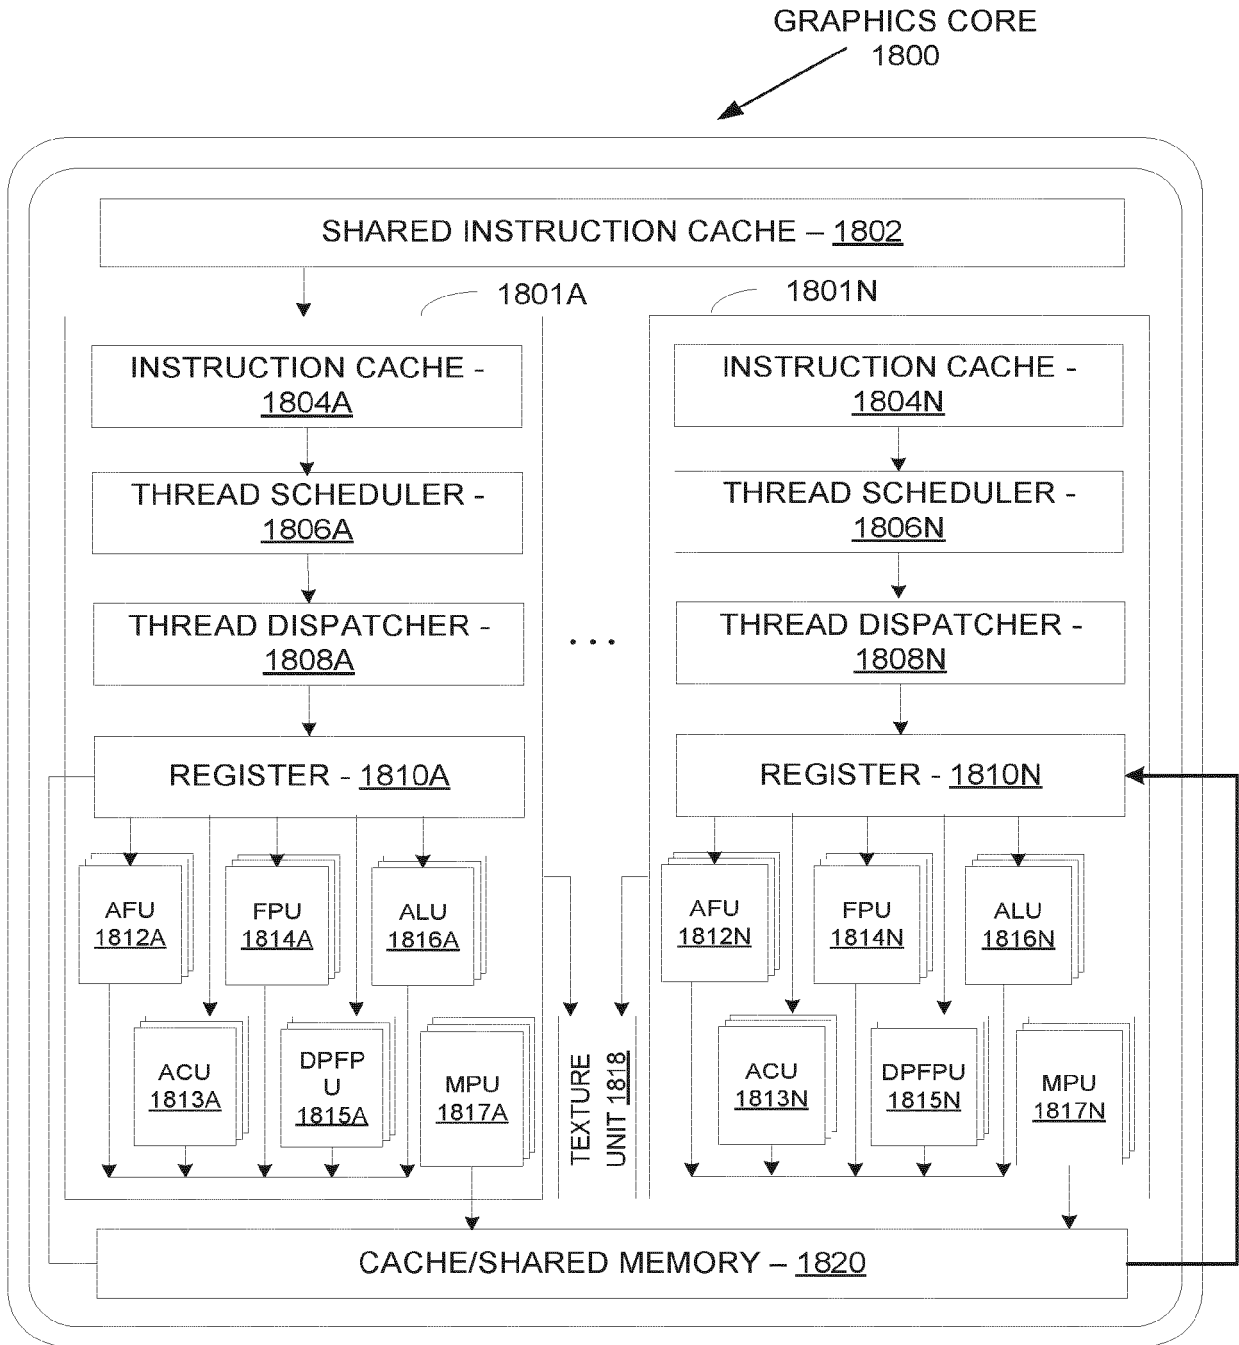 GRAPHICS CORE
1800
SHARED INSTRUCTION CACHE – 1802
1801A
1801N
INSTRUCTION CACHE -
1804A
THREAD SCHEDULER -
1806A
THREAD DISPATCHER -
1808A
REGISTER - 1810A
AFU
1812A
FPU
1814A
ALU
1816A
ACU
1813A
DPFP
U
1815A
MPU
1817A
...
TEXTURE
UNIT 1818
INSTRUCTION CACHE -
1804N
THREAD SCHEDULER -
1806N
THREAD DISPATCHER -
1808N
REGISTER - 1810N
AFU
1812N
FPU
1814N
ALU
1816N
ACU
1813N
DPFPU
1815N
MPU
1817N
CACHE/SHARED MEMORY – 1820